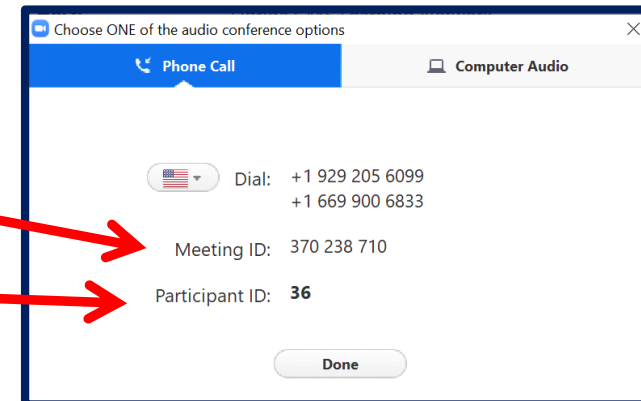 Choose ONE of the audio conference options
Phone Call Computer Audio
Dial: +1 929 205 6099
+1 669 900 6833
Meeting ID: 370 238 710
Participant ID: 36
Done